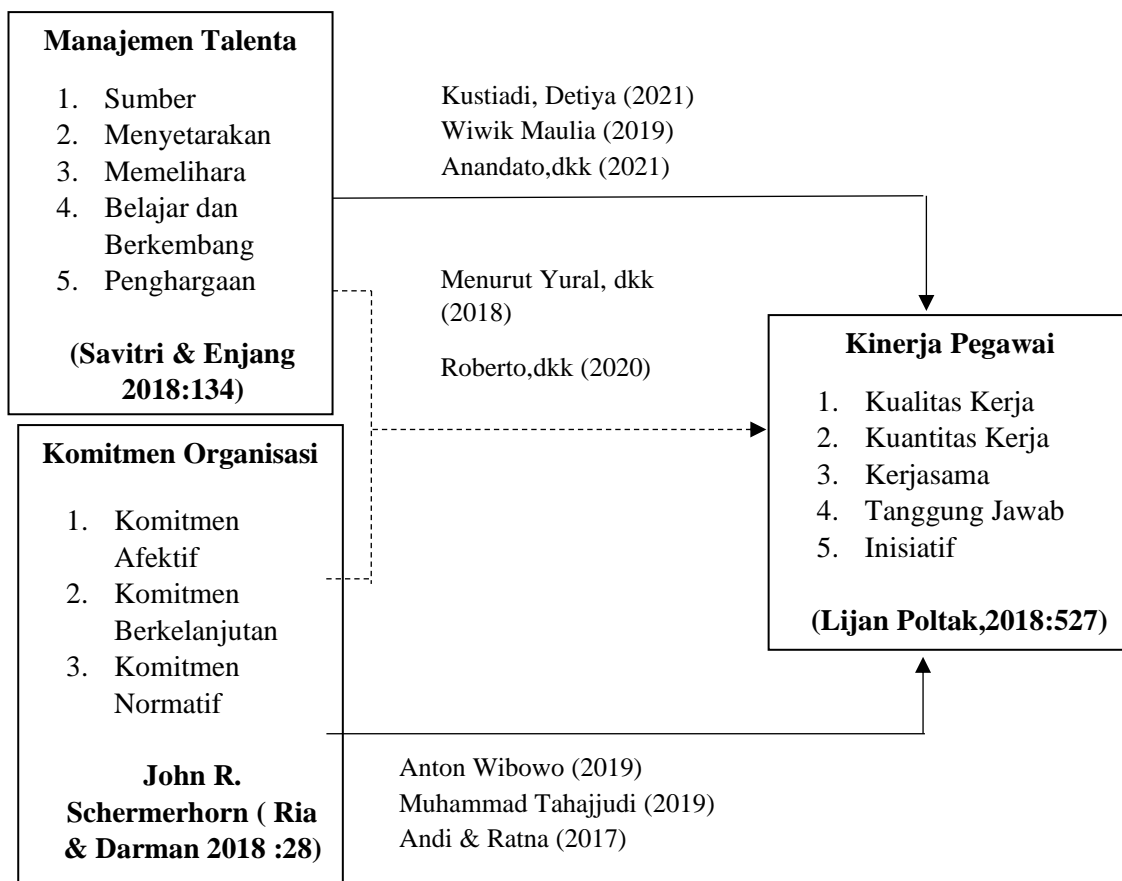 Manajemen Talenta
1. Sumber
2. Menyetarakan
3. Memelihara
4. Belajar dan
Berkembang
5. Penghargaan
(Savitri & Enjang
2018:134)
Kustiadi, Detiya (2021)
Wiwik Maulia (2019)
Anandato,dkk (2021)
Menurut Yural, dkk
(2018)
Roberto,dkk (2020)
Kinerja Pegawai
1. Kualitas Kerja
2. Kuantitas Kerja
3. Kerjasama
4. Tanggung Jawab
5. Inisiatif
(Lijan Poltak,2018:527)
Komitmen Organisasi
1. Komitmen
Afektif
2. Komitmen
Berkelanjutan
3. Komitmen
Normatif
John R.
Schermerhorn ( Ria
& Darman 2018 :28)
Anton Wibowo (2019)
Muhammad Tahajjudi (2019)
Andi & Ratna (2017)